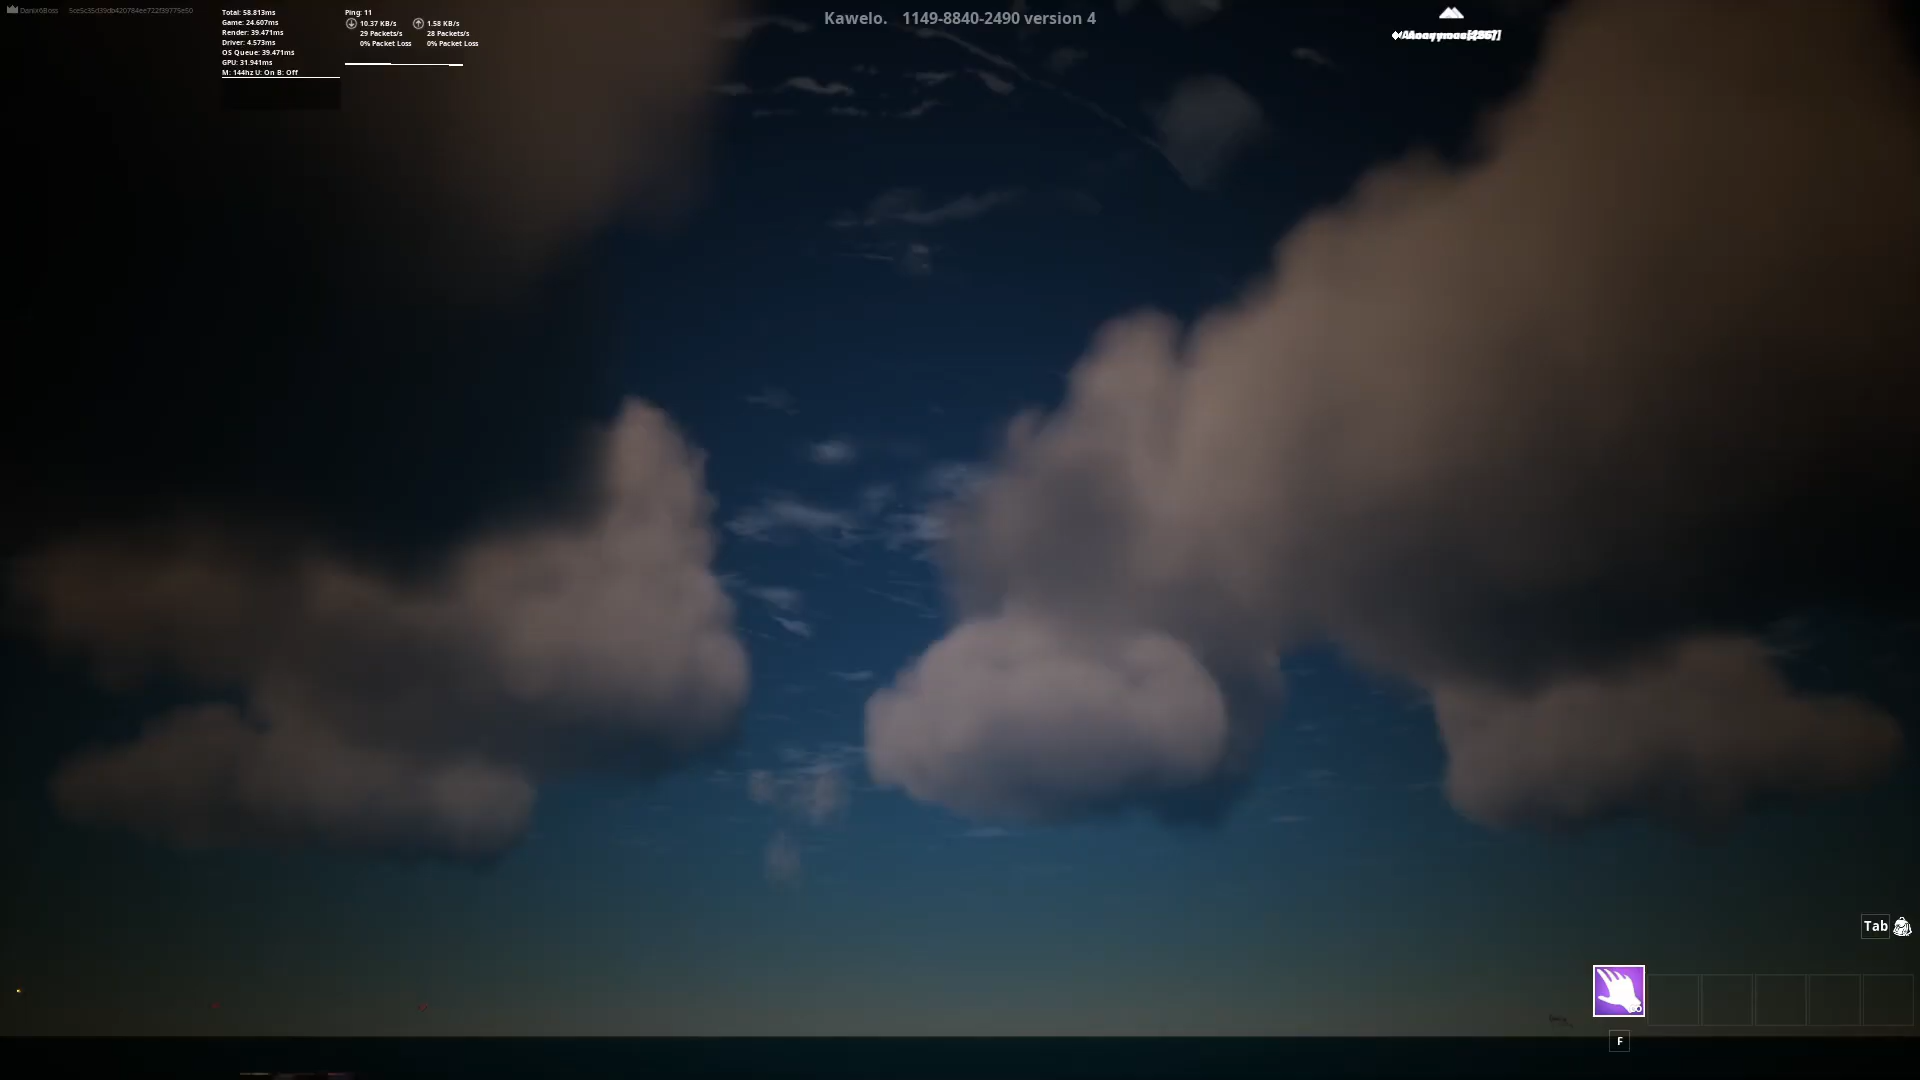 Total: 58.813ms
Game: 24.607ms
Render: 39.471ms
Driver: 4.573ms
OS Queue: 39.471ms
GPU: 31.941ms
M: 144hz U: On B: Off
Ping: 11
10.37 KB/s 1.58 KB/s
29 Packets/s 28 Packets/s
0% Packet Loss 0% Packet Loss
Kawelo. 1149-8840-2490 version 4
Tab
F